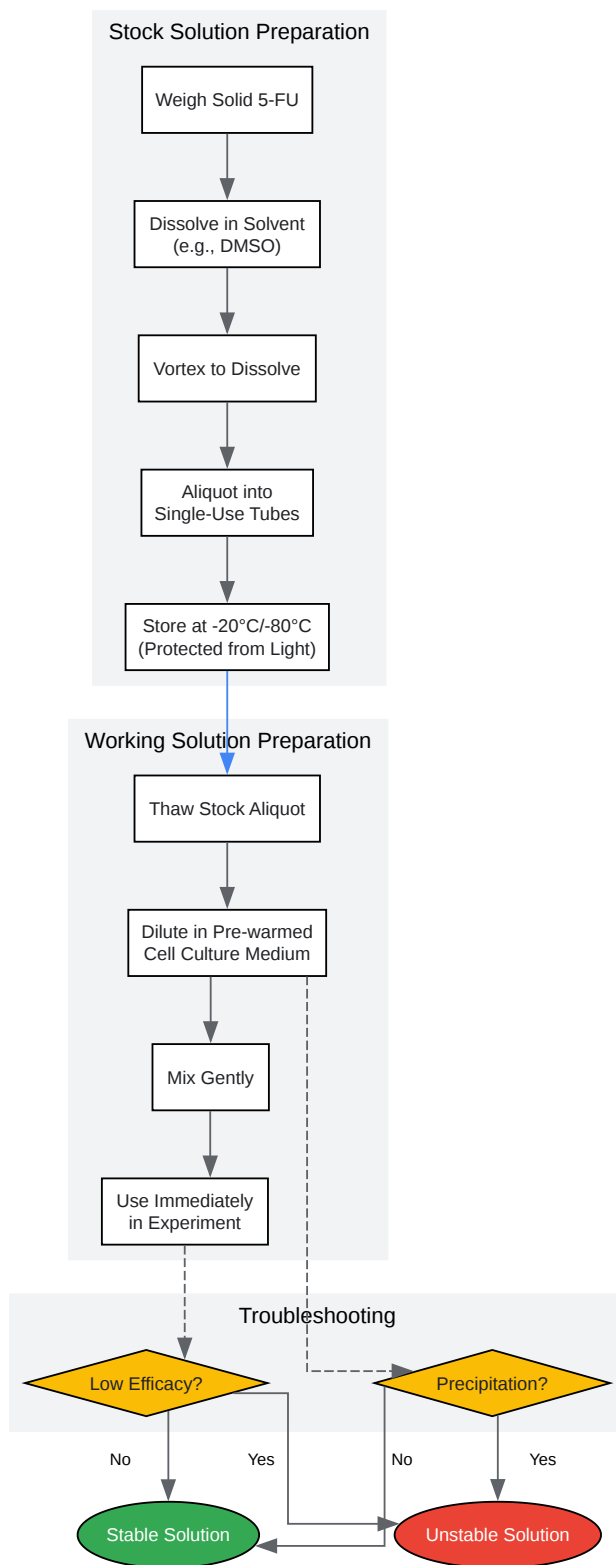 Stock Solution Preparation
Weigh Solid 5-FU
Dissolve in Solvent
(e.g., DMSO)
Vortex to Dissolve
Aliquot into
Single-Use Tubes
Store at -20°C/-80°C
(Protected from Light)
Working Solution Preparation
Thaw Stock Aliquot
Dilute in Pre-warmed
Cell Culture Medium
Mix Gently
Use Immediately
in Experiment
Troubleshooting
Low Efficacy?
Precipitation?
No
Yes
No
Yes
Stable Solution
Unstable Solution